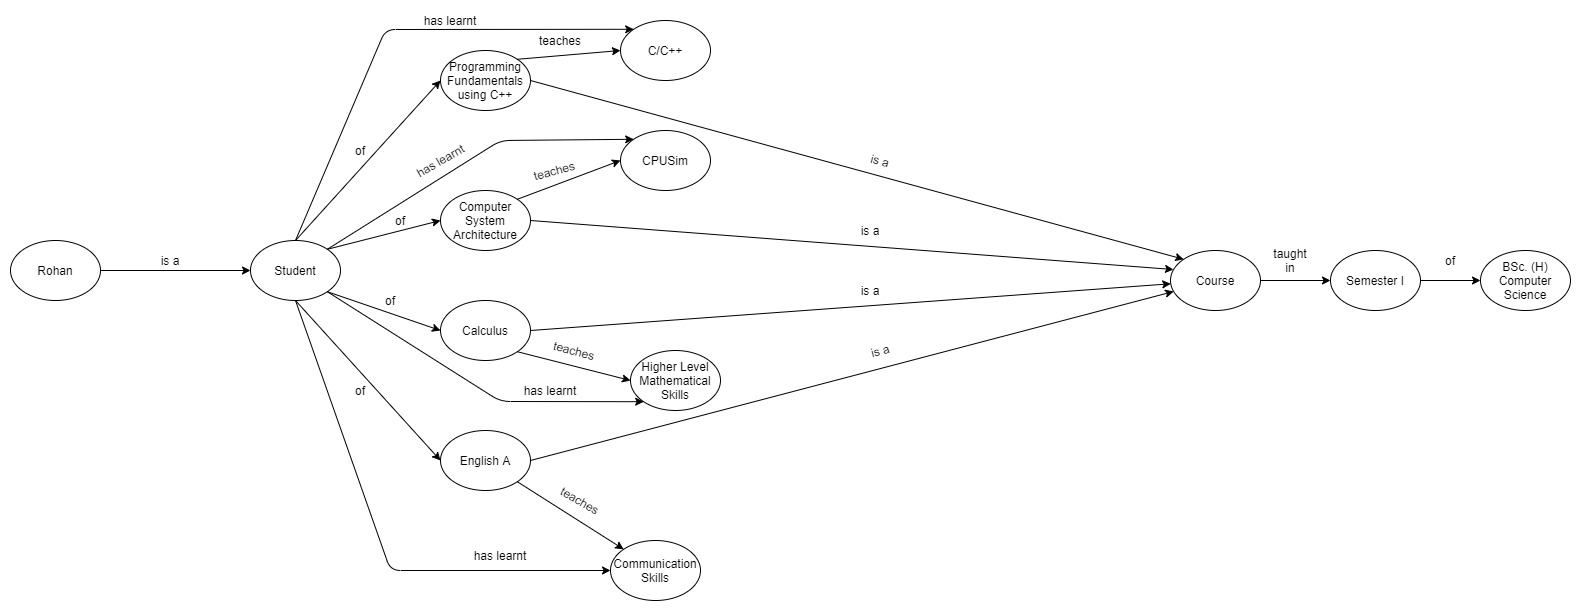 has learnt
teaches
C/C++
Programming
Fundamentals
using C++
of
is a
has learnt
teaches
CPUSim
of
Computer
System
Architecture
is a
Rohan
is a
Student
taught
in
Course
Semester I
of
BSc. (H)
Computer
Science
of
is a
Calculus
teaches
is a
Higher Level
Mathematical
Skills
of
has learnt
English A
teaches
has learnt
Communication
Skills